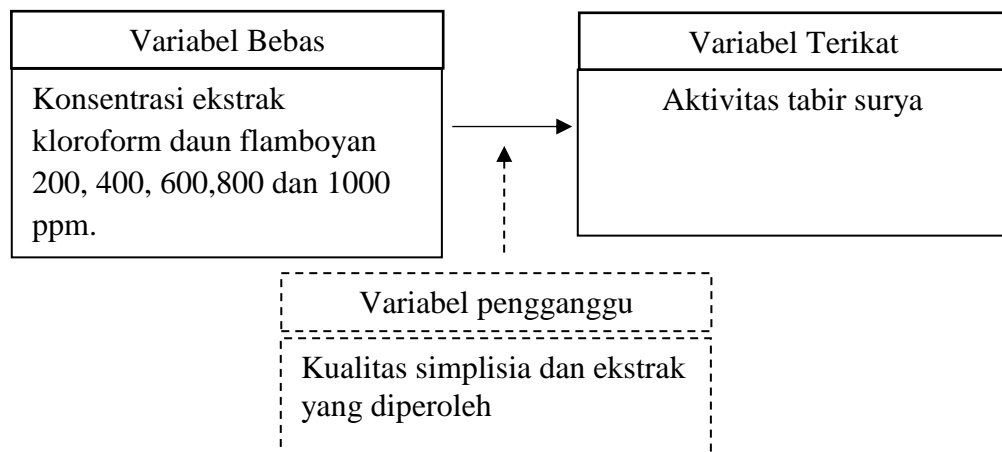 Variabel Bebas
Konsentrasi ekstrak
kloroform daun flamboyan
200, 400, 600,800 dan 1000
ppm.
Variabel Terikat
Aktivitas tabir surya
Variabel pengganggu
Kualitas simplisia dan ekstrak
yang diperoleh